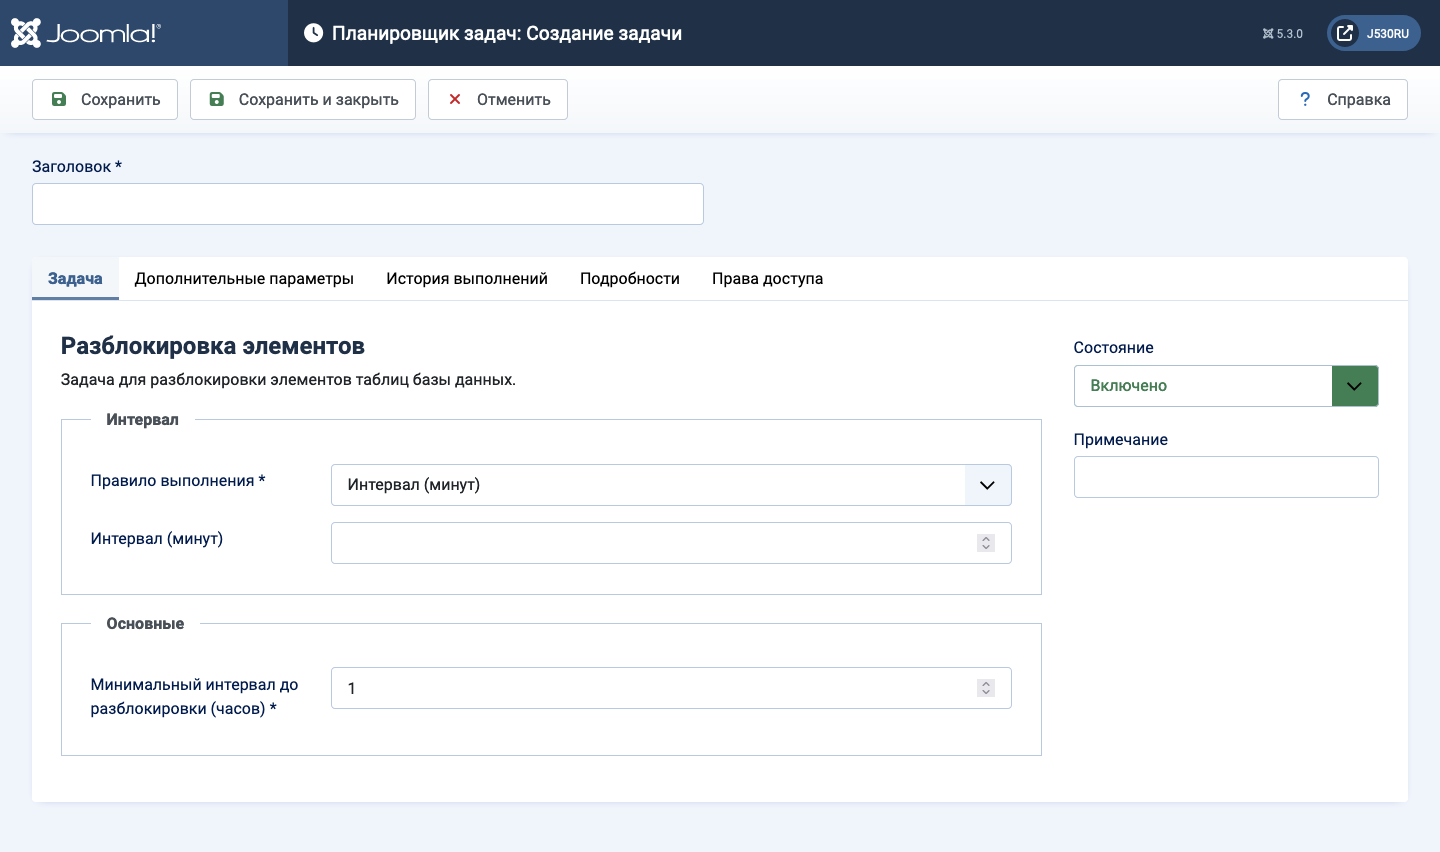 Joomla!®
Планировщик задач: Создание задачи
5.3.0
J530RU
Сохранить
Сохранить и закрыть
Отменить
? Справка
Заголовок *
Задача
Дополнительные параметры
История выполнений
Подробности
Права доступа
Разблокировка элементов
Задача для разблокировки элементов таблиц базы данных.
Интервал
Правило выполнения *
Интервал (минут)
Интервал (минут)
Основные
Минимальный интервал до
разблокировки (часов) *
1
Состояние
Включено
Примечание